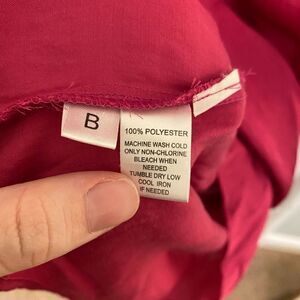 B
100% POLYESTER
MACHINE WASH COLD
ONLY NON-CHLORINE
BLEACH WHEN
NEEDED
TUMBLE DRY LOW
COOL IRON
IF NEEDED